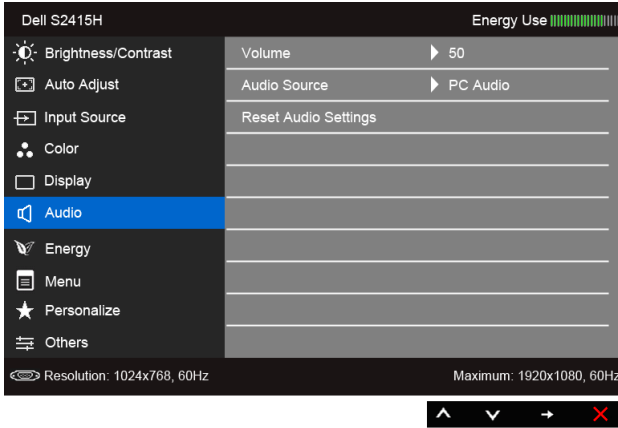 Dell S2415H Energy Use
Brightness/Contrast Volume 50
Auto Adjust Audio Source PC Audio
Input Source Reset Audio Settings
Color
Display
Audio
Energy
Menu
Personalize
Others
Resolution: 1024x768, 60Hz Maximum: 1920x1080, 60Hz